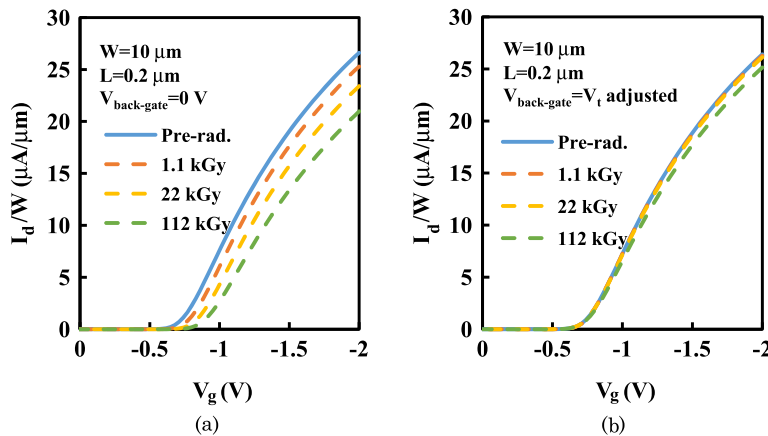 30
25
20
15
10
5
0
I_d/W (μA/μm)
W=10 μm
L=0.2 μm
V_back-gate=0 V
Pre-rad.
1.1 kGy
22 kGy
112 kGy
0 -0.5 -1 -1.5 -2
V_g (V)
(a)
30
25
20
15
10
5
0
I_d/W (μA/μm)
W=10 μm
L=0.2 μm
V_back-gate=V_t adjusted
Pre-rad.
1.1 kGy
22 kGy
112 kGy
0 -0.5 -1 -1.5 -2
V_g (V)
(b)